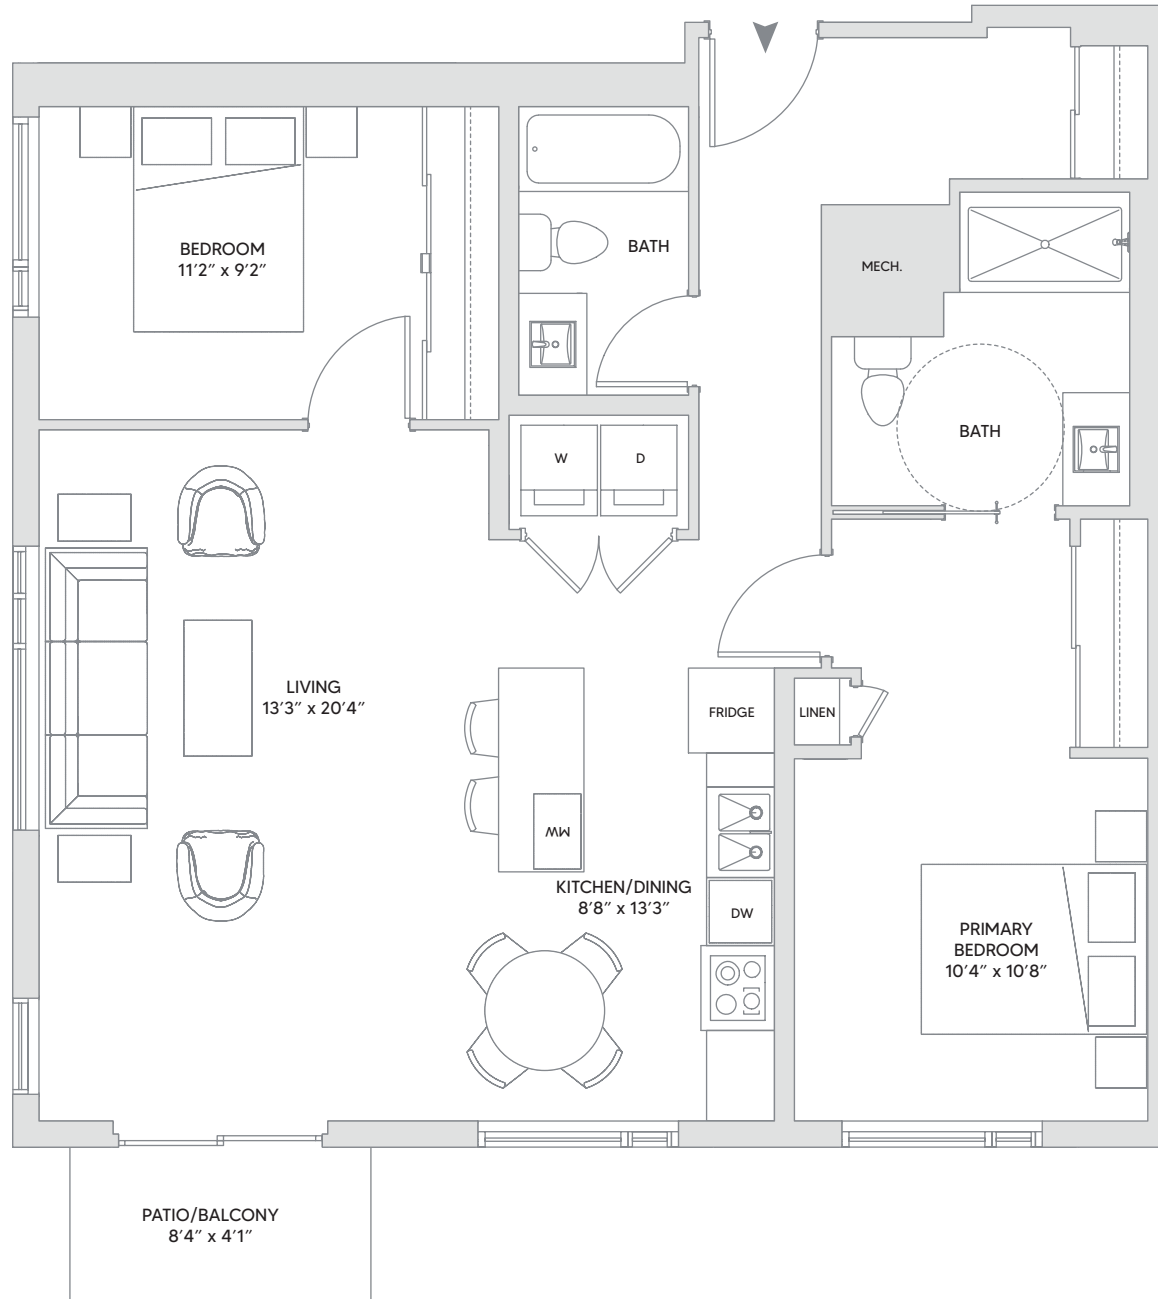 BEDROOM
11′2″ x 9′2″
BATH
MECH.
BATH
W
D
LIVING
13′3″ x 20′4″
FRIDGE
LINEN
MW
KITCHEN/DINING
8′8″ x 13′3″
DW
PRIMARY
BEDROOM
10′4″ x 10′8″
PATIO/BALCONY
8′4″ x 4′1″